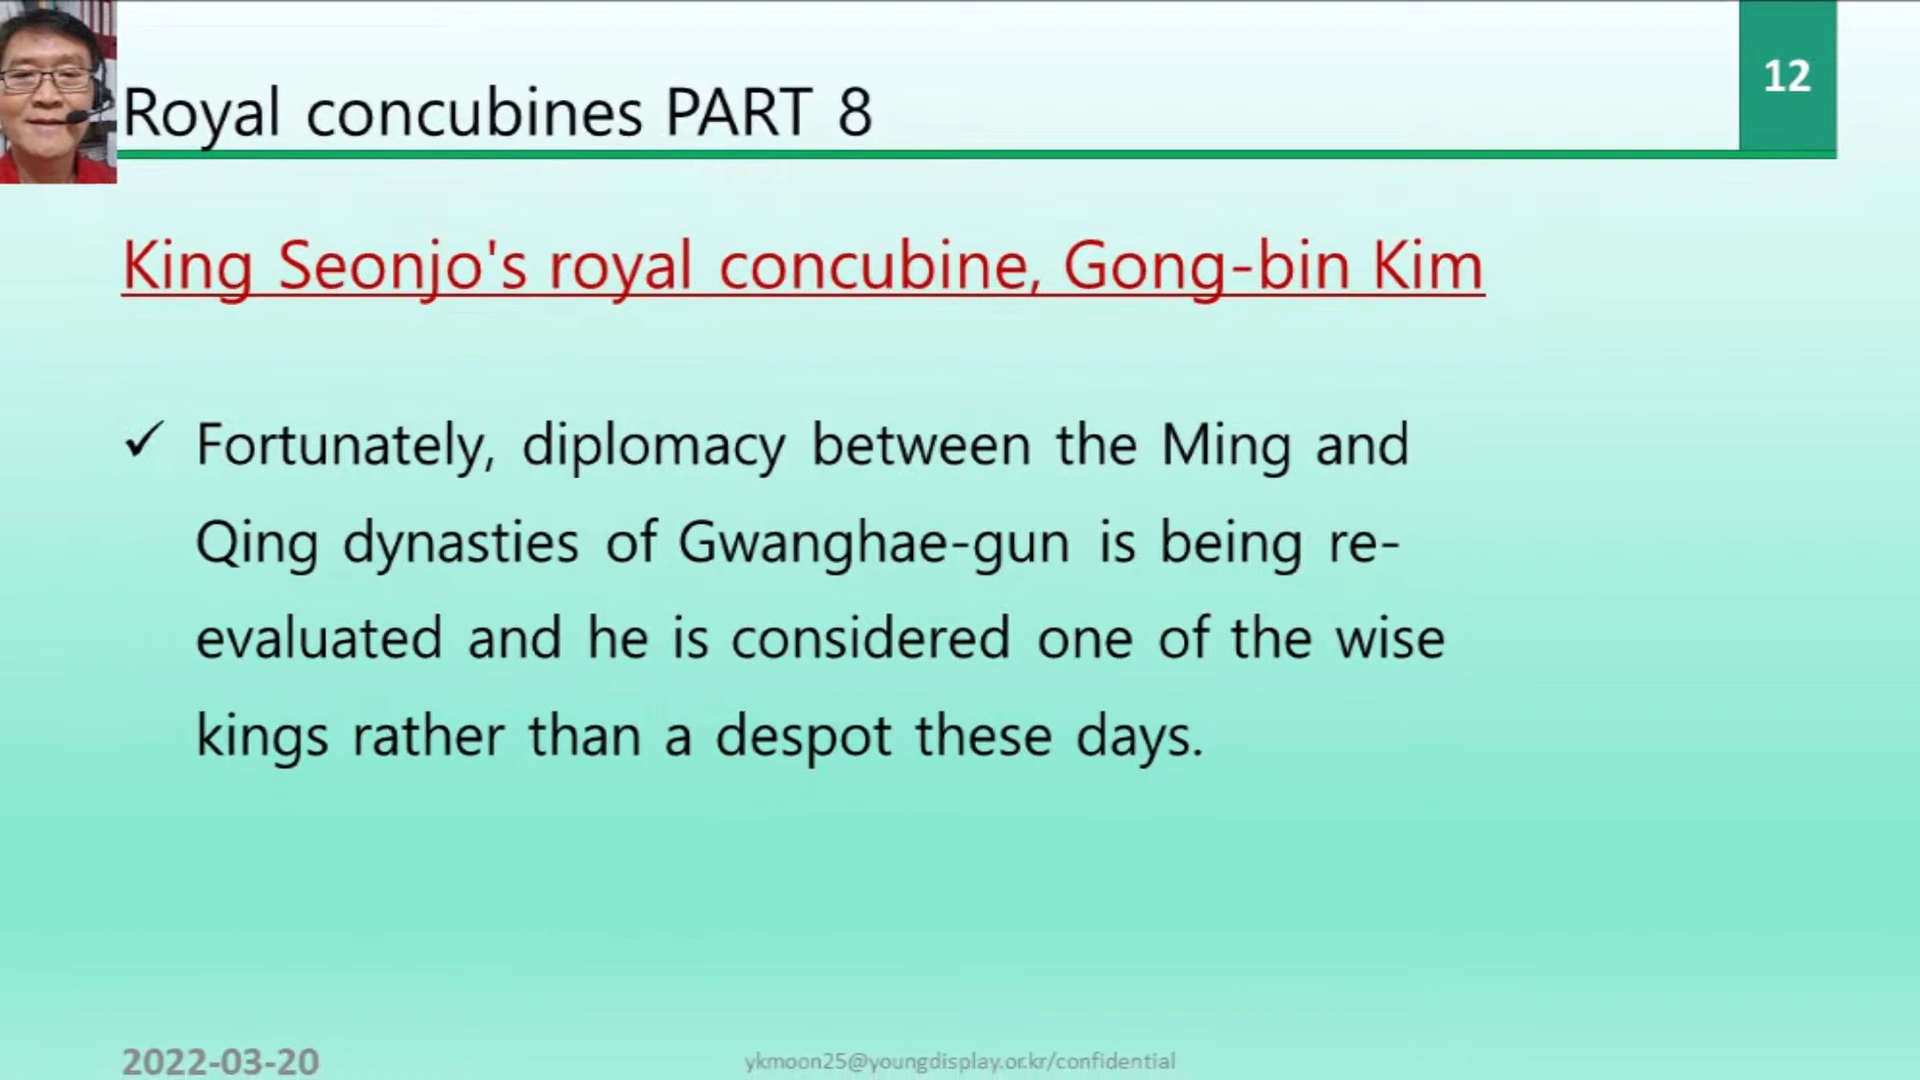 12
Royal concubines PART 8
King Seonjo's royal concubine, Gong-bin Kim
✓ Fortunately, diplomacy between the Ming and
Qing dynasties of Gwanghae-gun is being re-
evaluated and he is considered one of the wise
kings rather than a despot these days.
2022-03-20
ykmoon25@youngdisplay.or.kr/confidential